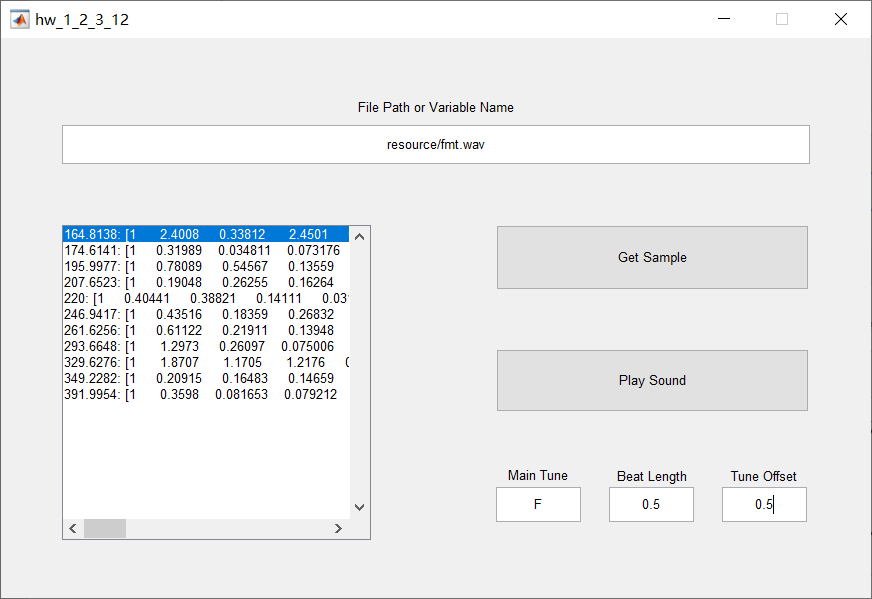 hw_1_2_3_12
File Path or Variable Name
resource/fmt.wav
164.8138: [1 2.4008 0.33812 2.4501
174.6141: [1 0.31989 0.034811 0.073176
195.9977: [1 0.78089 0.54567 0.13559
207.6523: [1 0.19048 0.26255 0.16264
220: [1 0.40441 0.38821 0.14111 0.03
246.9417: [1 0.43516 0.18359 0.26832
261.6256: [1 0.61122 0.21911 0.13948
293.6648: [1 1.2973 0.26097 0.075006
329.6276: [1 1.8707 1.1705 1.2176
349.2282: [1 0.20915 0.16483 0.14659
391.9954: [1 0.3598 0.081653 0.079212
Get Sample
Play Sound
Main Tune Beat Length Tune Offset
F 0.5 0.5